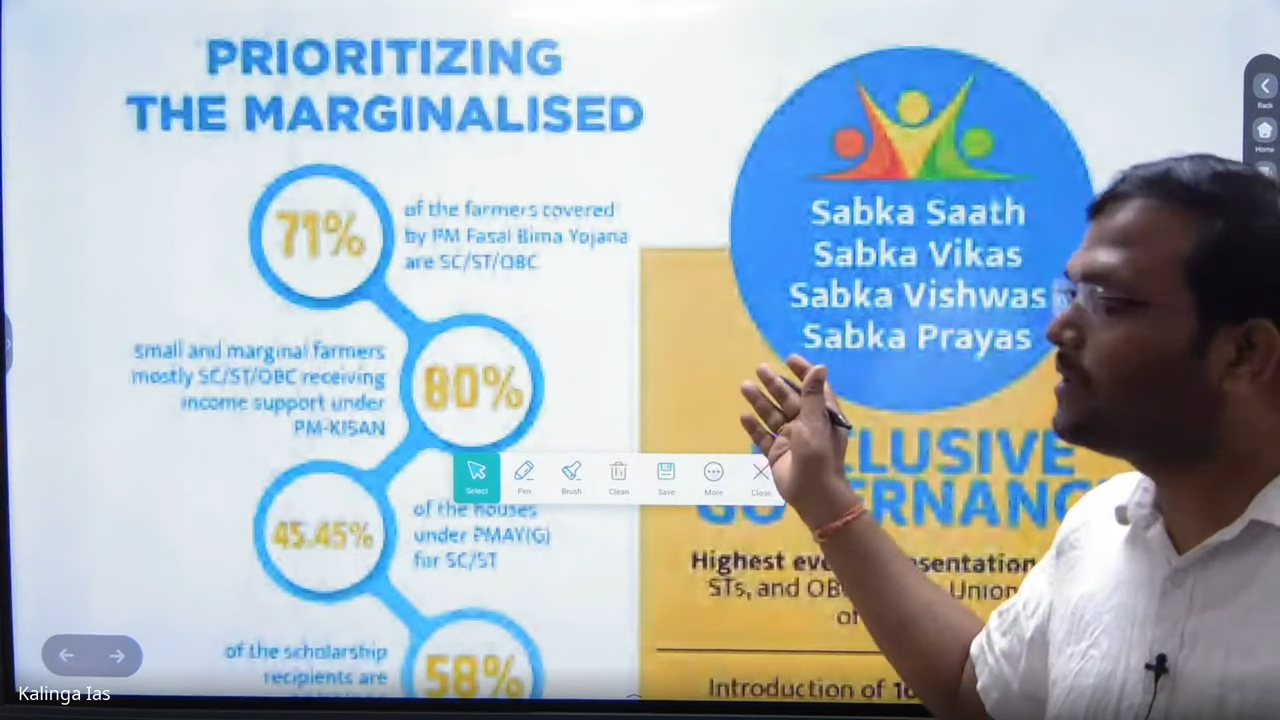 PRIORITIZING
THE MARGINALISED
71%
of the farmers covered
by PM Fasal Bima Yojana
are SC/ST/OBC
small and marginal farmers
mostly SC/ST/OBC receiving
income support under
PM-KISAN
80%
45.45%
of the houses
under PMAY(G)
for SC/ST
of the scholarship
recipients are
58%
Sabka Saath
Sabka Vikas
Sabka Vishwas
Sabka Prayas
Highest
STs, and
Union
Introduction of
Select
Pen
Brush
Clean
Save
More
Close
Back
Home
Kalinga Ias